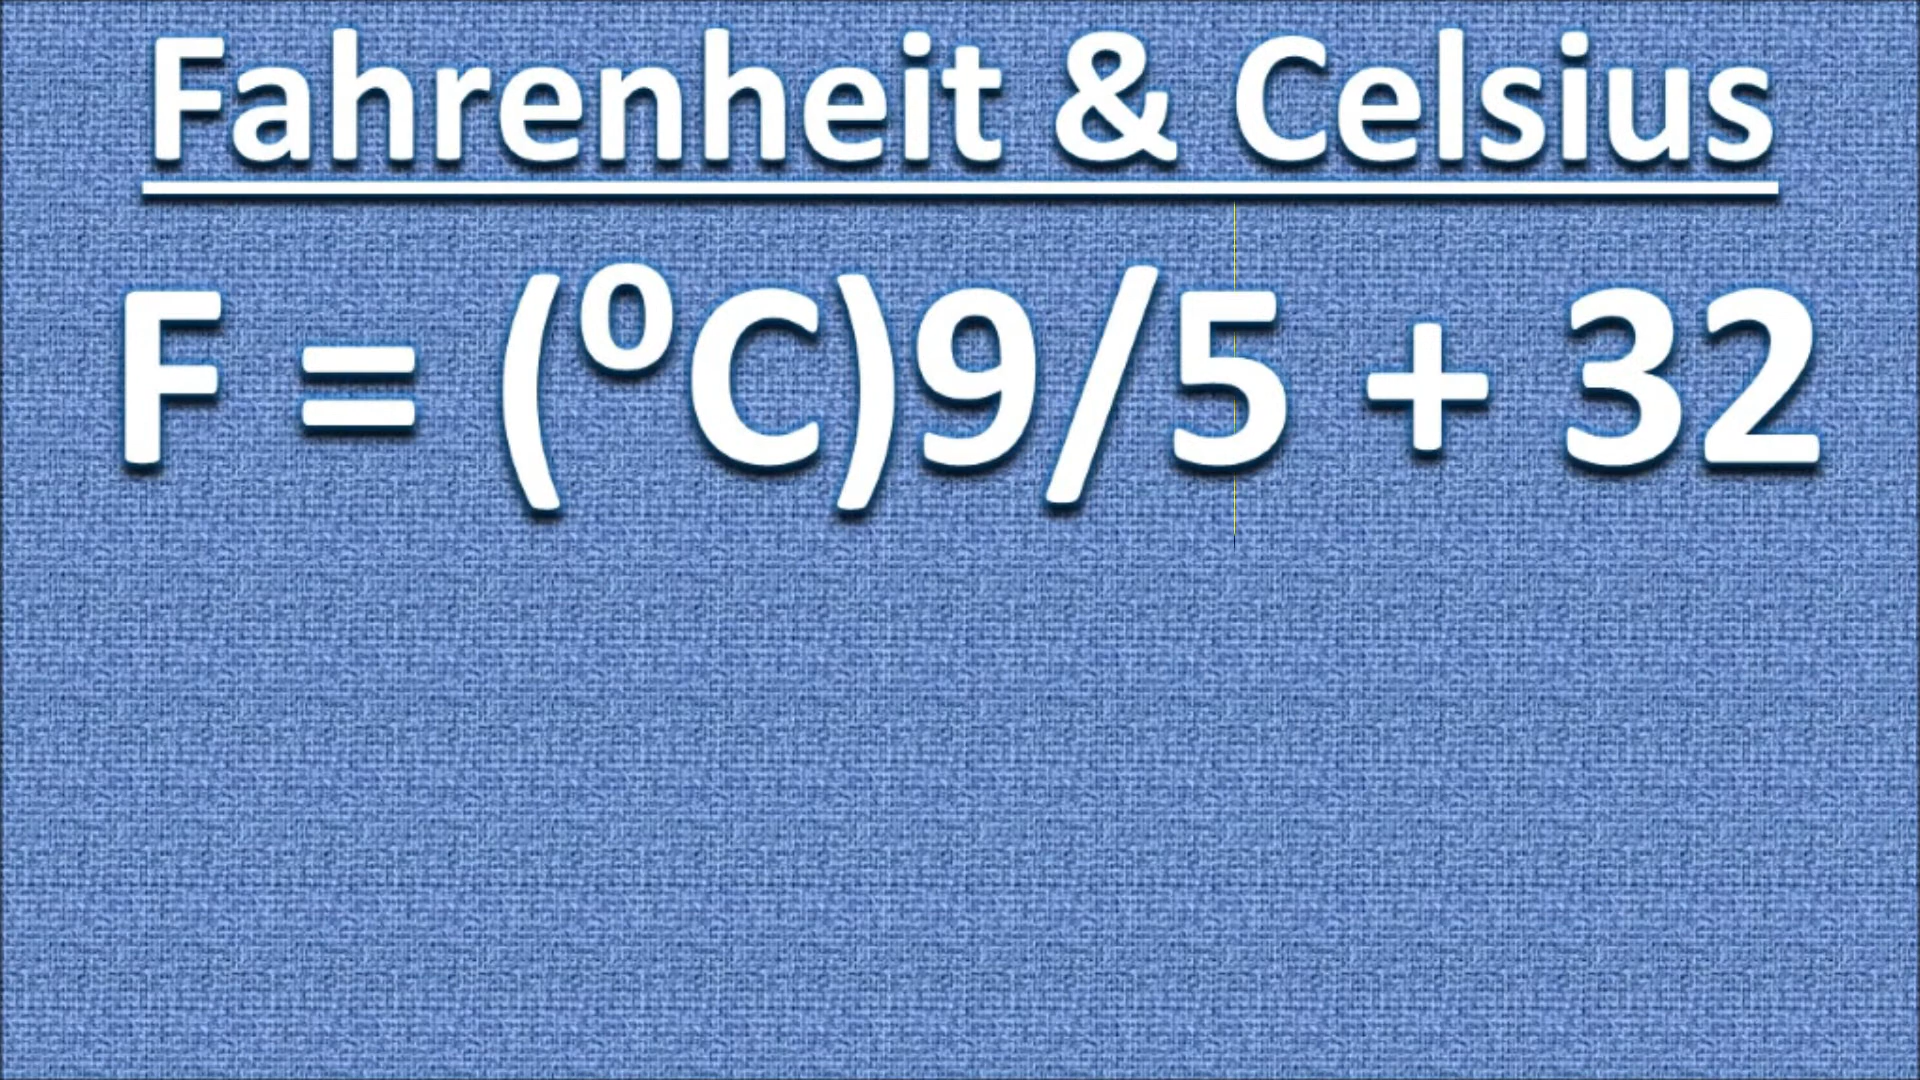 Fahrenheit & Celsius
F = (ºC)9/5 + 32